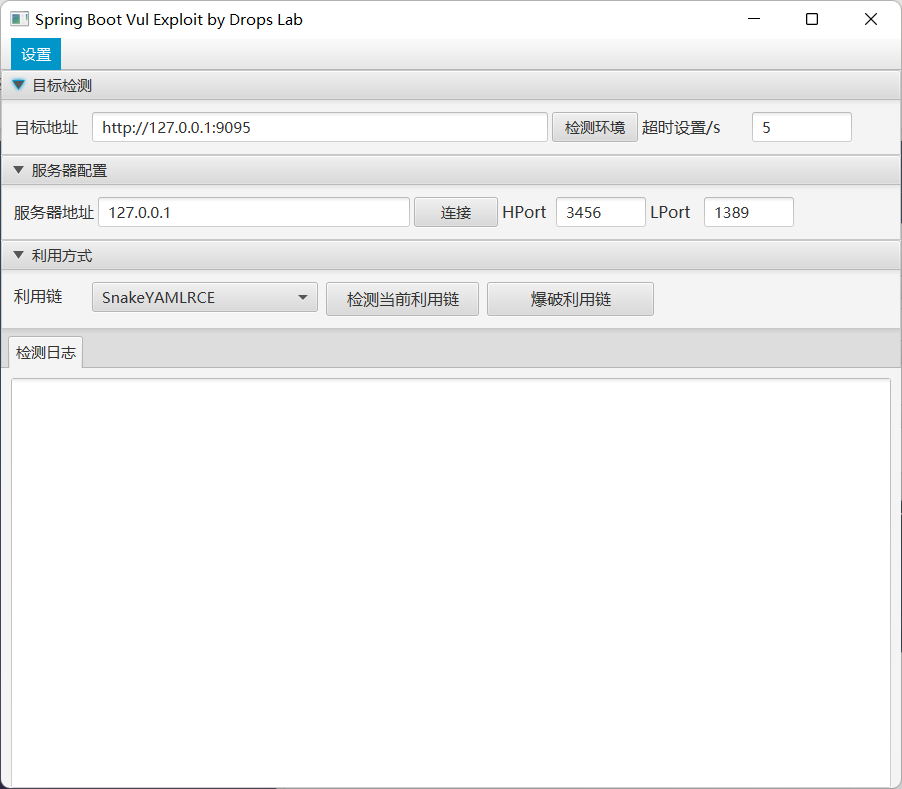 Spring Boot Vul Exploit by Drops Lab
设置
目标检测
目标地址 http://127.0.0.1:9095 检测环境 超时设置/s 5
服务器配置
服务器地址 127.0.0.1 连接 HPort 3456 LPort 1389
利用方式
利用链 SnakeYAMLRCE 检测当前利用链 爆破利用链
检测日志